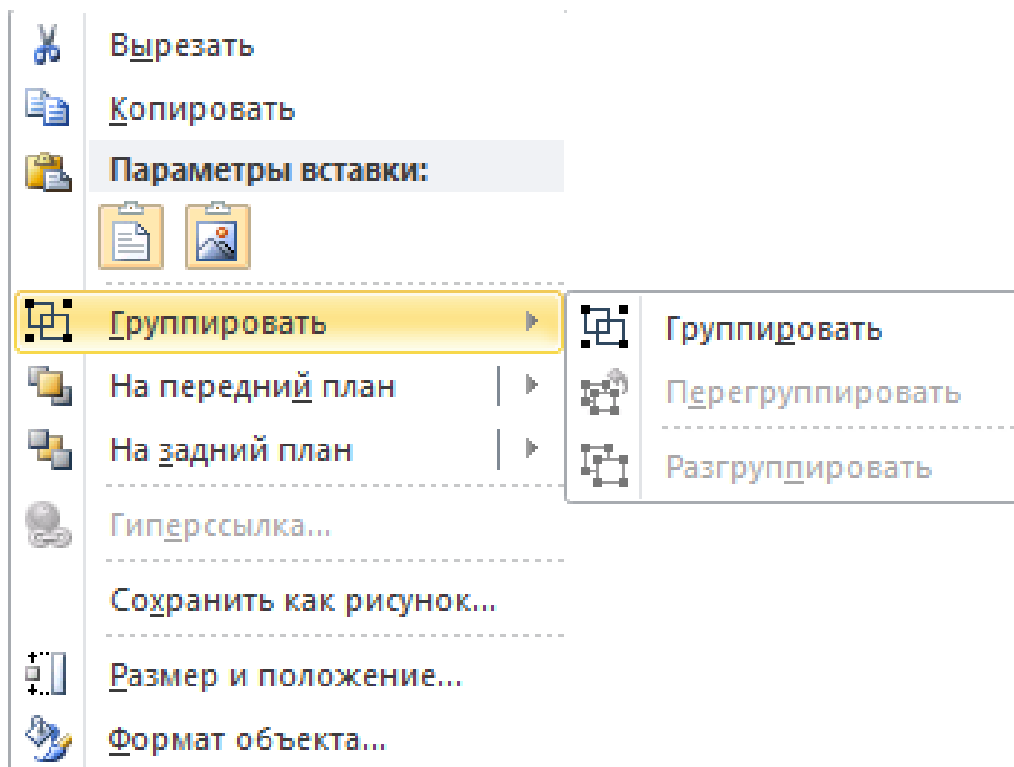 Вырезать
Копировать
Параметры вставки:
Группировать
На передний план
На задний план
Гиперссылка...
Сохранить как рисунок...
Размер и положение...
Формат объекта...
Группировать
Перегруппировать
Разгруппировать